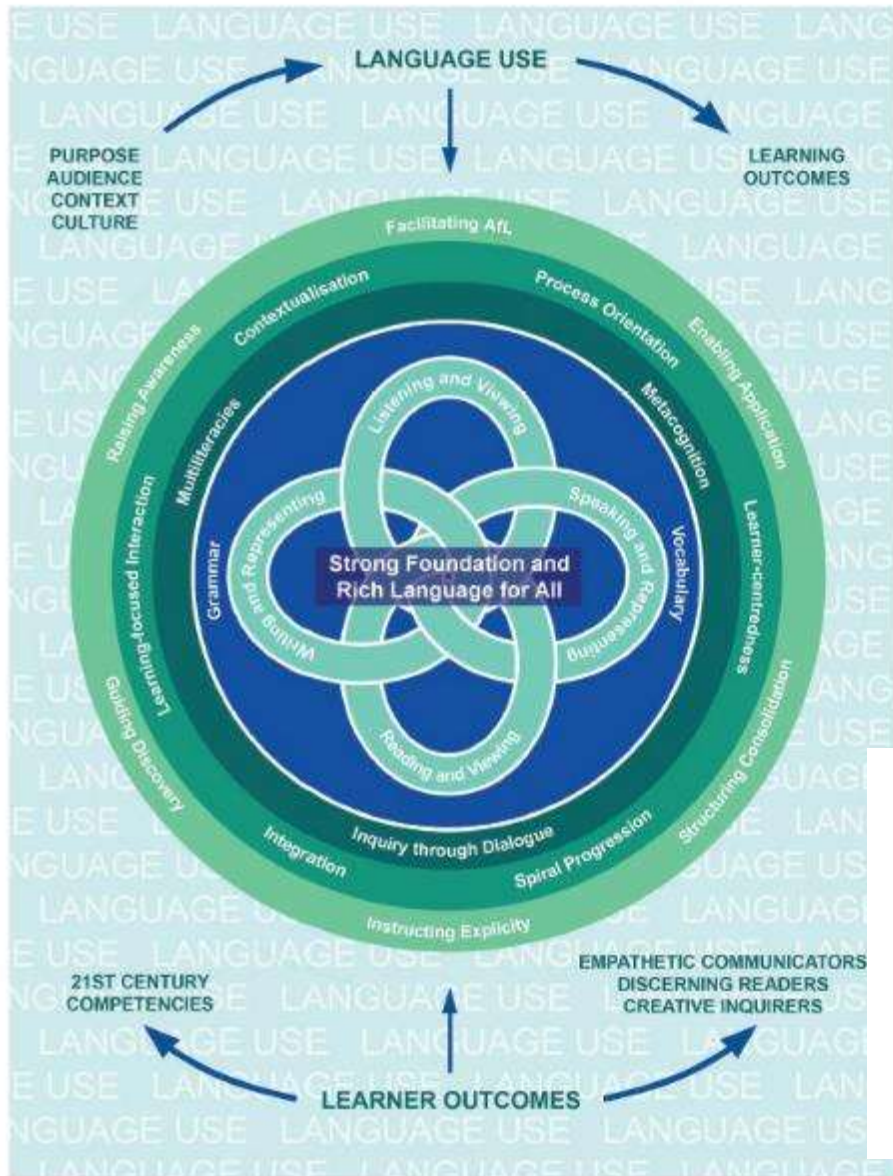 LANGUAGE USE
PURPOSE
AUDIENCE
CONTEXT
CULTURE
LEARNING
OUTCOMES
Facilitating AfL
Raising Awareness
Enabling Application
Guiding Discovery
Structuring Consolidation
Instructing Explicity
Contextualisation
Process Orientation
Learning-focused Interaction
Learner-centredness
Integration
Spiral Progression
Multiliteracies
Metacognition
Inquiry through Dialogue
Grammar
Vocabulary
Listening and Viewing
Writing and Representing
Speaking and Representing
Reading and Viewing
Strong Foundation and
Rich Language for All
21ST CENTURY
COMPETENCIES
EMPATHETIC COMMUNICATORS
DISCERNING READERS
CREATIVE INQUIRERS
LEARNER OUTCOMES